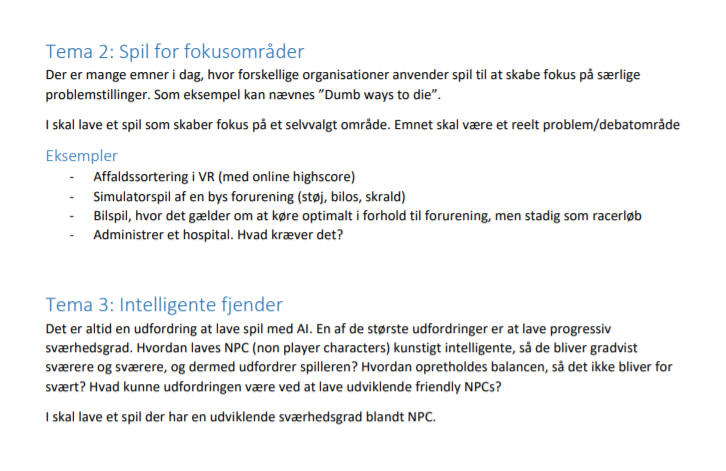 Tema 2: Spil for fokusområder
Der er mange emner i dag, hvor forskellige organisationer anvender spil til at skabe fokus på særlige
problemstillinger. Som eksempel kan nævnes ”Dumb ways to die”.
I skal lave et spil som skaber fokus på et selvvalgt område. Emnet skal være et reelt problem/debatområde
Eksempler
- Affaldssortering i VR (med online highscore)
- Simulatorspil af en bys forurening (støj, bilos, skrald)
- Bilspil, hvor det gælder om at køre optimalt i forhold til forurening, men stadig som racerløb
- Administrer et hospital. Hvad kræver det?
Tema 3: Intelligente fjender
Det er altid en udfordring at lave spil med AI. En af de største udfordringer er at lave progressiv
sværhedsgrad. Hvordan laves NPC (non player characters) kunstigt intelligente, så de bliver gradvist
sværere og sværere, og dermed udfordrer spilleren? Hvordan opretholdes balancen, så det ikke bliver for
svært? Hvad kunne udfordringen være ved at lave udviklende friendly NPCs?
I skal lave et spil der har en udviklende sværhedsgrad blandt NPC.